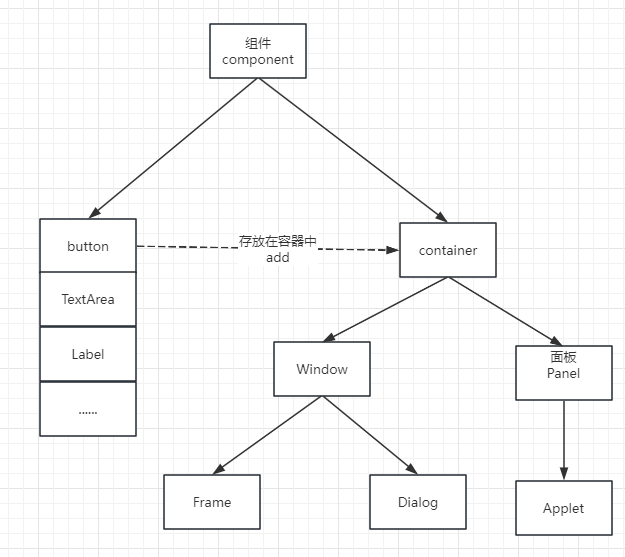 组件
component
button
存放在容器中
add
container
TextArea
Label
......
Window
面板
Panel
Frame
Dialog
Applet